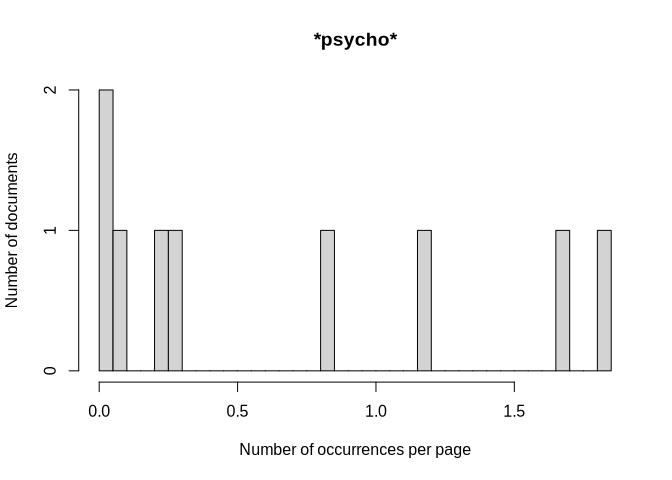 *psycho*
Number of documents
2
1
0
0.0 0.5 1.0 1.5
Number of occurrences per page